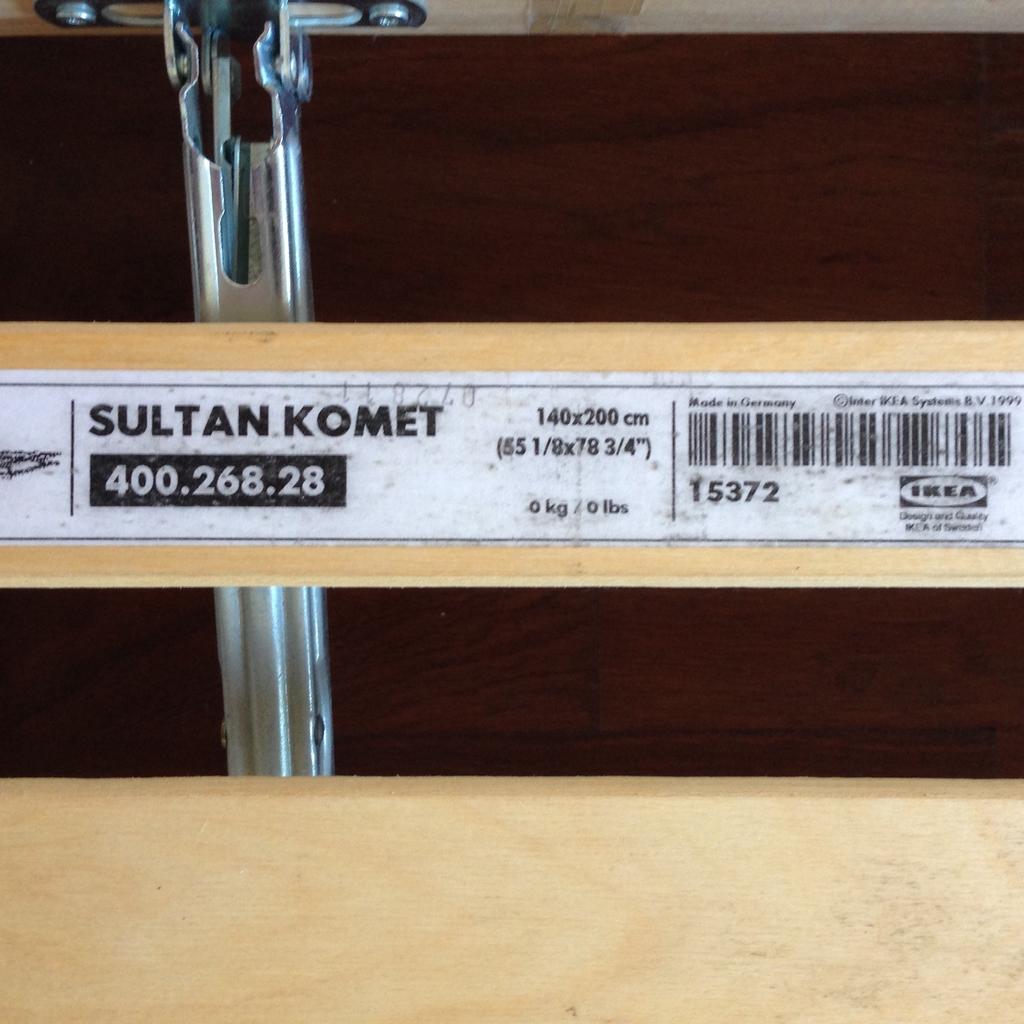 SULTAN KOMET
400.268.28
140x200 cm
(55 1/8x78 3/4")
0 kg / 0 lbs
Made in Germany
©Inter IKEA Systems B.V. 1999
15372
IKEA®
Design and Quality
IKEA of Sweden